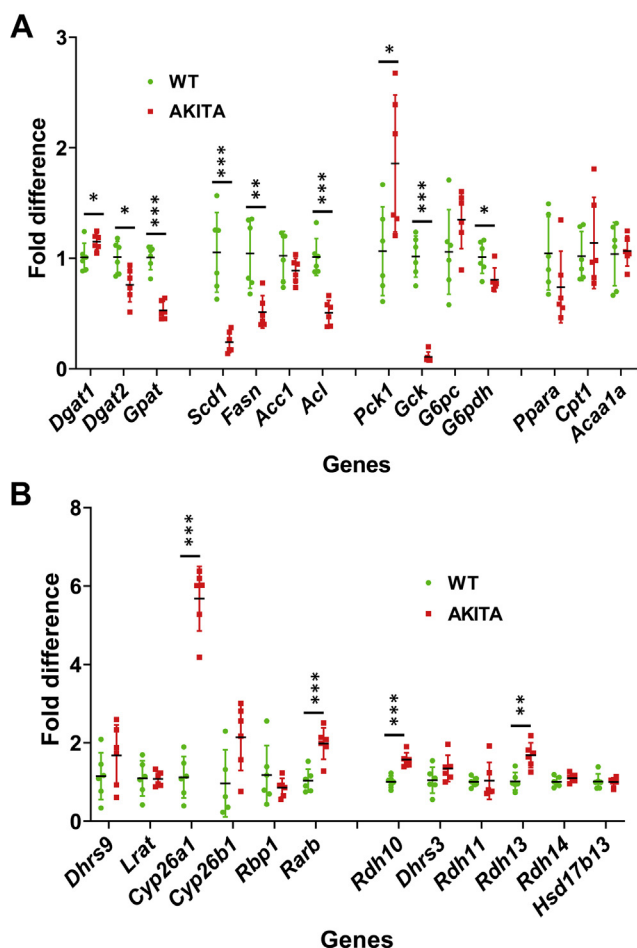 A
3
2
1
0
Fold difference
WT
AKITA
*
*
***
***
**
***
*
***
*
Dgat1
Dgat2
Gpat
Scd1
Fasn
Acc1
Acl
Pck1
Gck
G6pc
G6pdh
Ppara
Cpt1
Acaa1a
Genes
B
8
6
4
2
0
Fold difference
WT
AKITA
***
***
***
**
Dhrs9
Lrat
Cyp26a1
Cyp26b1
Rbp1
Rarb
Rdh10
Dhrs3
Rdh11
Rdh13
Rdh14
Hsd17b13
Genes